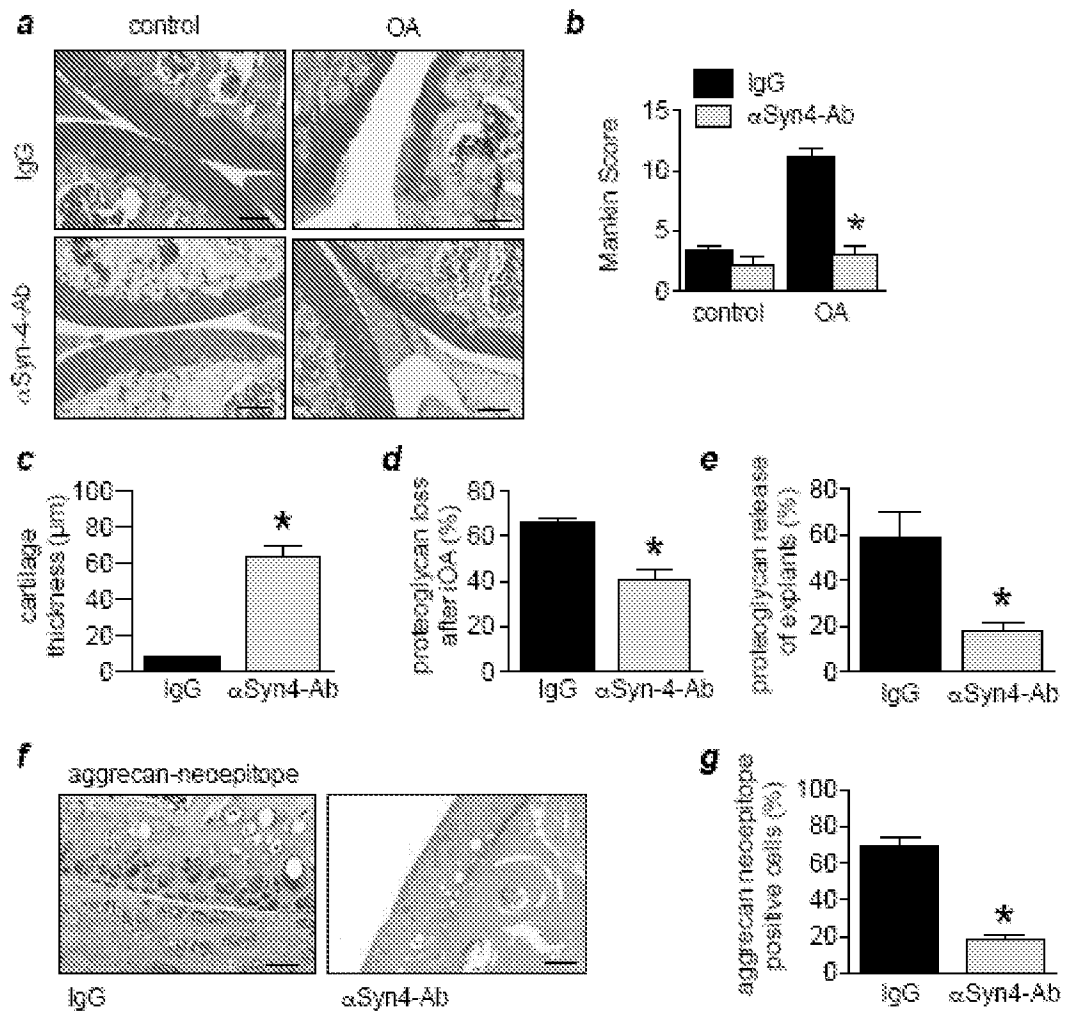 a
control
OA
IgG
αSyn-4-Ab
b
IgG
αSyn4-Ab
Mankin Score
15
10
5
0
*
control
OA
c
cartilage
thickness (µm)
100
80
60
40
20
0
*
IgG
αSyn4-Ab
d
proteoglycan loss
after iOA (%)
80
60
40
20
0
*
IgG
αSyn-4-Ab
e
proteoglycan release
of explants (%)
80
60
40
20
0
*
IgG
αSyn4-Ab
f
aggrecan-neoepitope
IgG
αSyn4-Ab
g
aggrecan neoepitope
positive cells (%)
100
80
60
40
20
0
*
IgG
αSyn4-Ab